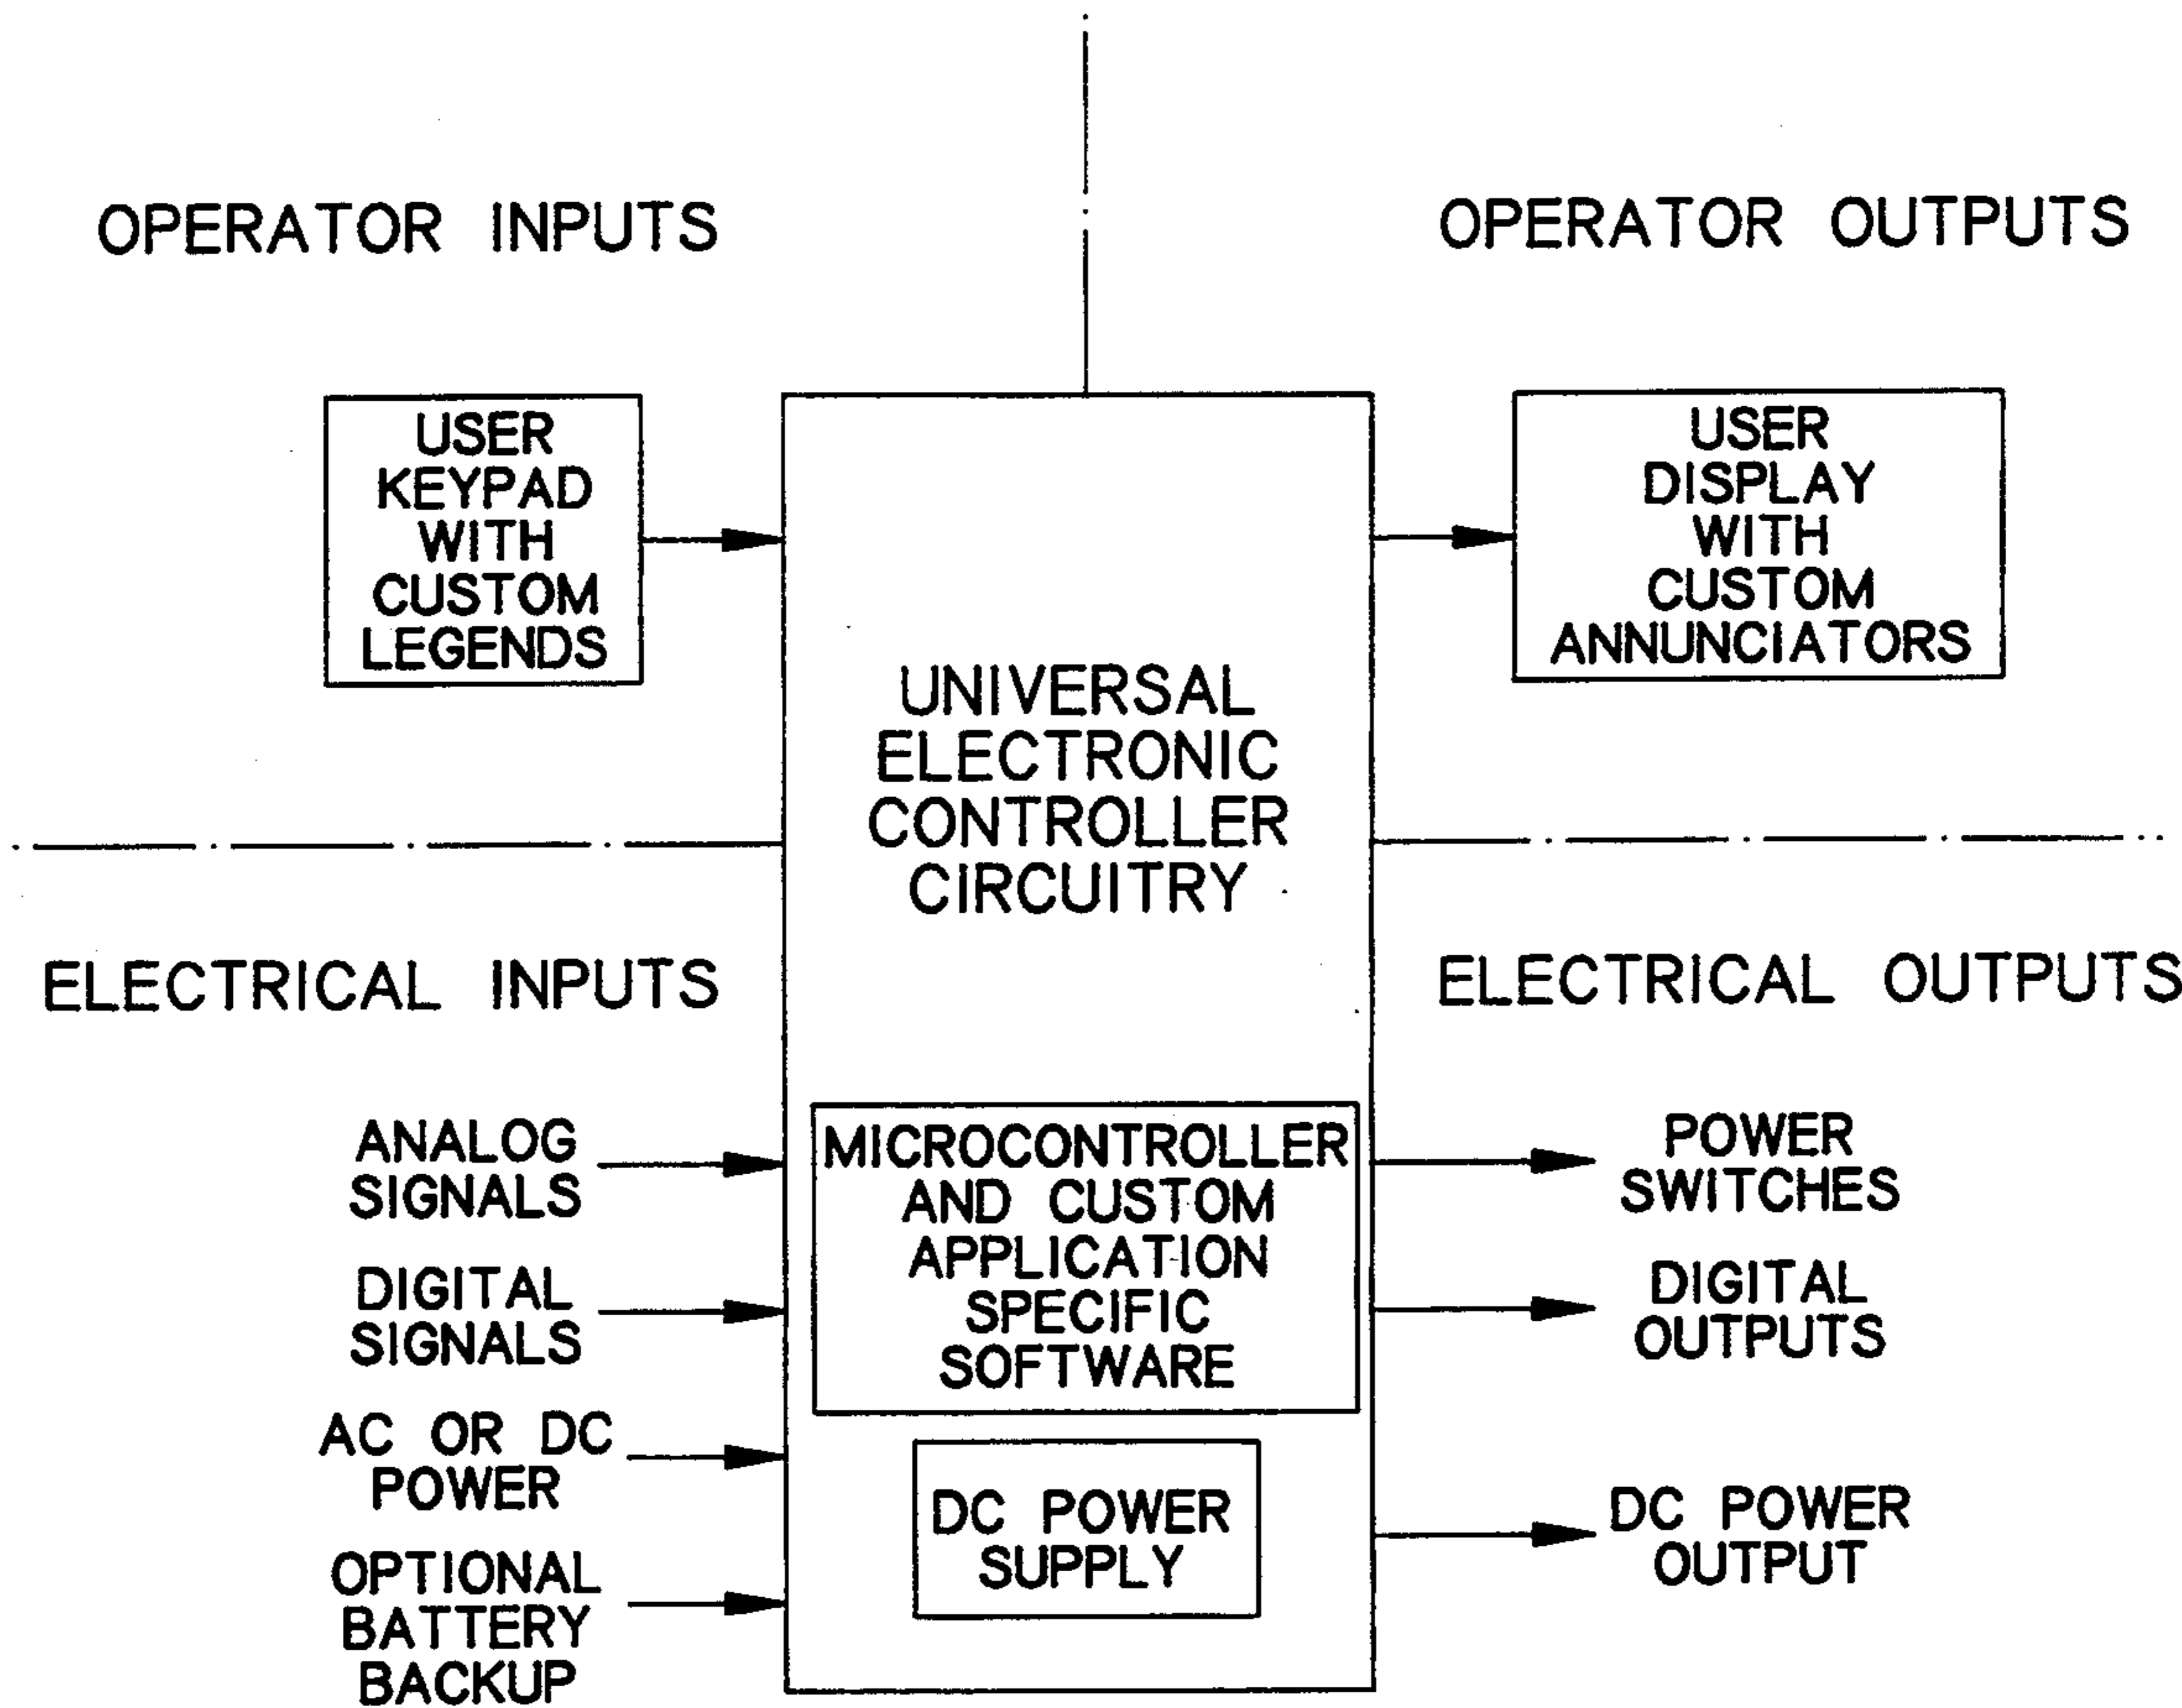 OPERATOR INPUTS
OPERATOR OUTPUTS
USER
KEYPAD
WITH
CUSTOM
LEGENDS
USER
DISPLAY
WITH
CUSTOM
ANNUNCIATORS
UNIVERSAL
ELECTRONIC
CONTROLLER
CIRCUITRY
ELECTRICAL INPUTS
ELECTRICAL OUTPUTS
ANALOG
SIGNALS
DIGITAL
SIGNALS
AC OR DC
POWER
OPTIONAL
BATTERY
BACKUP
MICROCONTROLLER
AND CUSTOM
APPLICATION
SPECIFIC
SOFTWARE
DC POWER
SUPPLY
POWER
SWITCHES
DIGITAL
OUTPUTS
DC POWER
OUTPUT